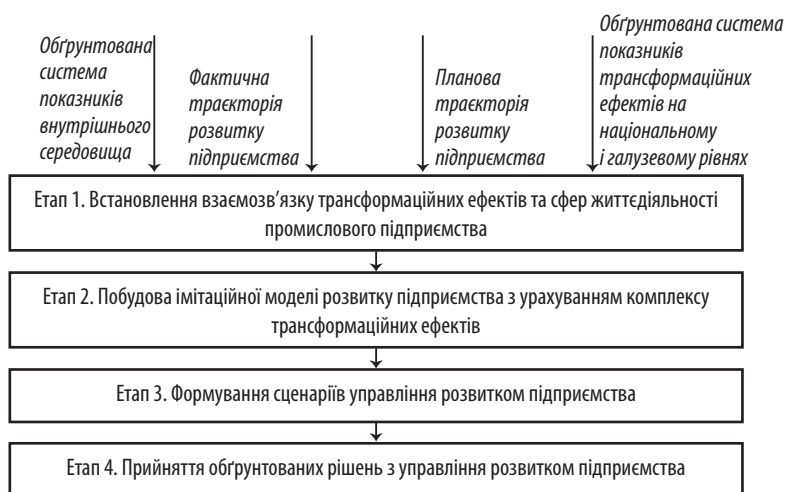 Обґрунтована
система
показників
внутрішнього
середовища
Фактична
траєкторія
розвитку
підприємства
Планова
траєкторія
розвитку
підприємства
Обґрунтована система
показників
трансформаційних
ефектів на
національному
і галузевому рівнях
Етап 1. Встановлення взаємозв’язку трансформаційних ефектів та сфер життєдіяльності
промислового підприємства
Етап 2. Побудова імітаційної моделі розвитку підприємства з урахуванням комплексу
трансформаційних ефектів
Етап 3. Формування сценаріїв управління розвитком підприємства
Етап 4. Прийняття обґрунтованих рішень з управління розвитком підприємства